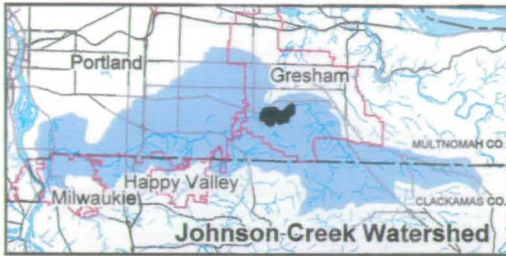 Portland
Gresham
MULTNOMAH CO.
Happy Valley
Milwaukie
CLACKAMAS CO.
Johnson Creek Watershed